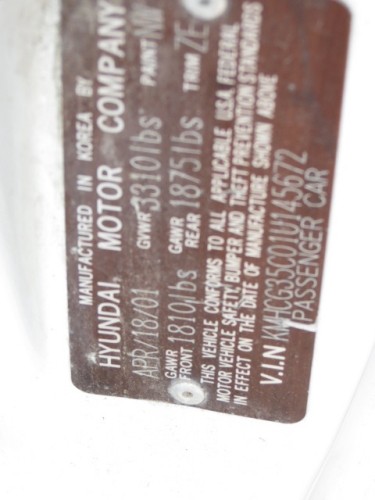 MANUFACTURED IN KOREA BY
HYUNDAI MOTOR COMPANY
APR/18/01 GVWR 3310lbs PAINT NW
GAWR FRONT 1810lbs GAWR REAR 1875lbs TRIM ZE
THIS VEHICLE CONFORMS TO ALL APPLICABLE U.S.A FEDERAL
MOTOR VEHICLE SAFETY BUMPER AND THEFT PREVENTION STANDARDS
IN EFFECT ON THE DATE OF MANUFACTURE SHOWN ABOVE
V.I.N KMHCG35C01U145672
PASSENGER CAR